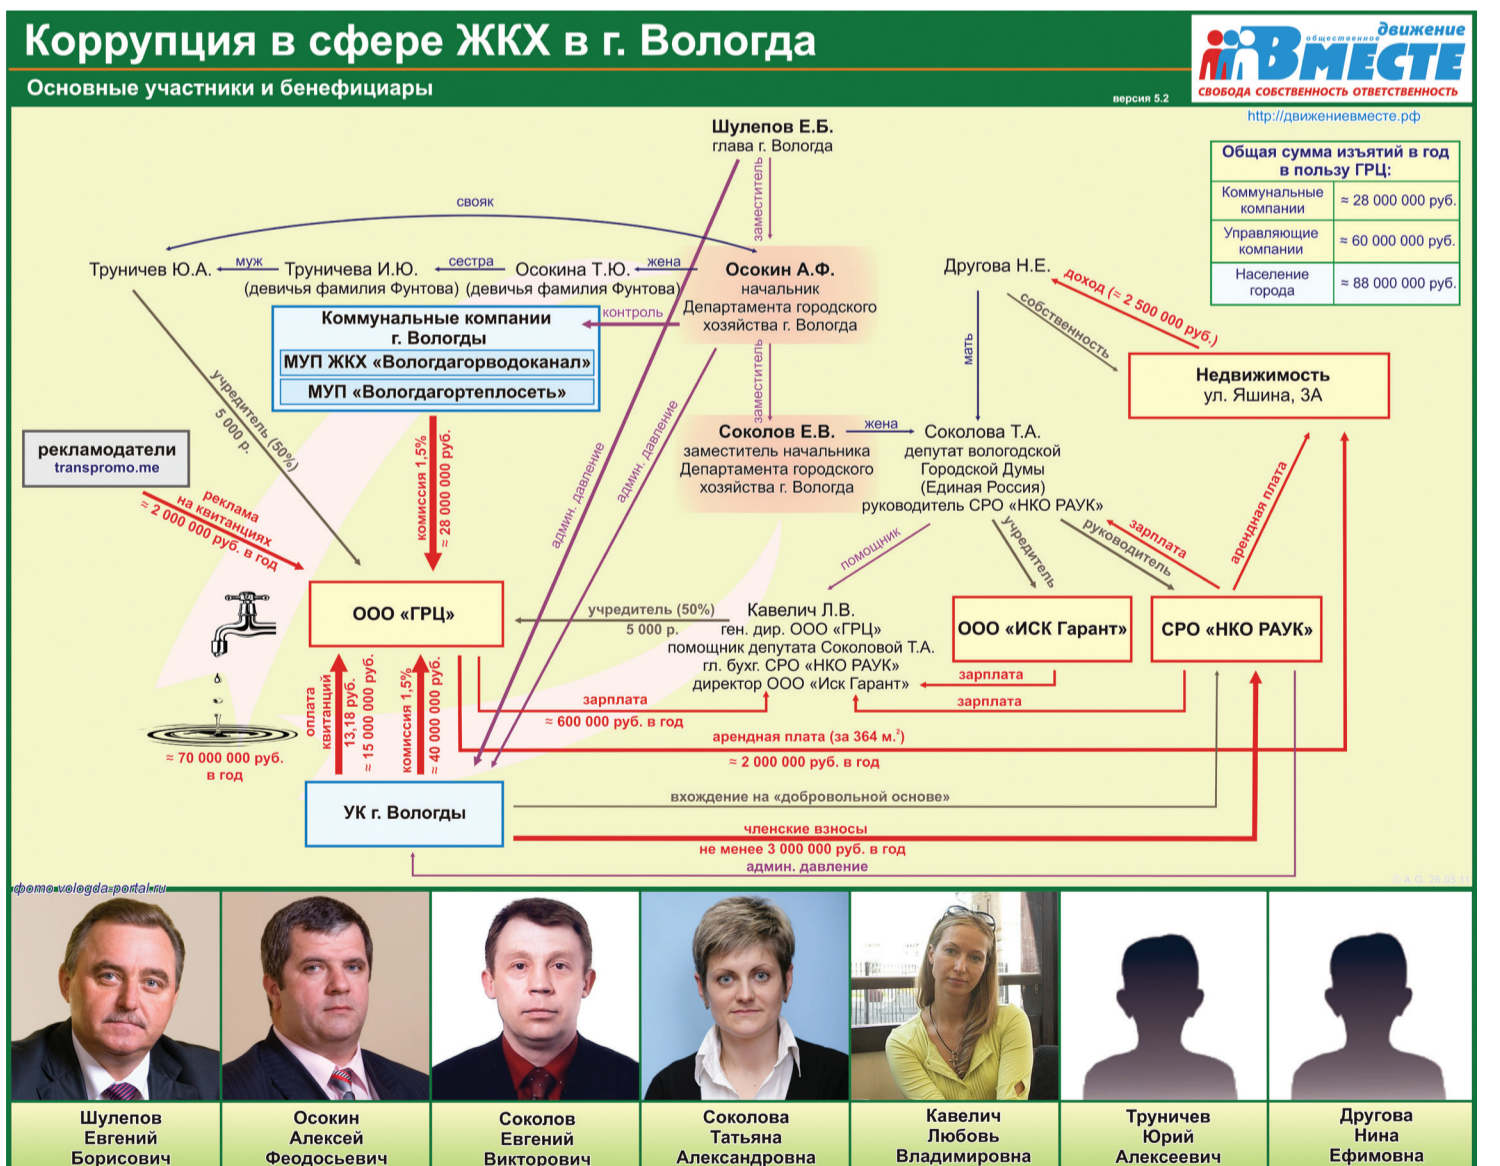 Коррупция в сфере ЖКХ в г. Вологда
Основные участники и бенефициары
версия 5.2
общественное движение
ВМЕСТЕ
СВОБОДА СОБСТВЕННОСТЬ ОТВЕТСТВЕННОСТЬ
http://движениевместе.рф
Общая сумма изъятий в год
в пользу ГРЦ:
Коммунальные
компании
≈ 28 000 000 руб.
Управляющие
компании
≈ 60 000 000 руб.
Население
города
≈ 88 000 000 руб.
Шулепов Е.Б.
глава г. Вологда
заместитель
свояк
Труничев Ю.А.
муж
Труничева И.Ю.
(девичья фамилия Фунтова)
сестра
Осокина Т.Ю.
(девичья фамилия Фунтова)
жена
Осокин А.Ф.
начальник
Департамента городского
хозяйства г. Вологда
Другова Н.Е.
доход (≈ 2 500 000 руб.)
собственность
мать
контроль
Коммунальные компании
г. Вологды
МУП ЖКХ «Вологдагорводоканал»
МУП «Вологдагортеплосеть»
Недвижимость
ул. Яшина, 3А
заместитель
учредитель (50%)
5 000 р.
рекламодатели
transpromo.me
реклама
на квитанциях
≈ 2 000 000 руб. в год
комиссия 1,5%
≈ 28 000 000 руб.
админ. давление
админ. давление
Соколов Е.В.
заместитель начальника
Департамента городского
хозяйства г. Вологда
жена
Соколова Т.А.
депутат вологодской
Городской Думы
(Единая Россия)
руководитель СРО «НКО РАУК»
помощник
учредитель
руководитель
зарплата
арендная плата
ООО «ГРЦ»
учредитель (50%)
5 000 р.
Кавелич Л.В.
ген. дир. ООО «ГРЦ»
помощник депутата Соколовой Т.А.
гл. бухг. СРО «НКО РАУК»
директор ООО «Иск Гарант»
ООО «ИСК Гарант»
СРО «НКО РАУК»
зарплата
зарплата
зарплата
≈ 600 000 руб. в год
арендная плата (за 364 м.²)
≈ 2 000 000 руб. в год
≈ 70 000 000 руб.
в год
оплата
квитанций
13,18 руб.
≈ 15 000 000 руб.
комиссия 1,5%
≈ 40 000 000 руб.
УК г. Вологды
вхождение на «добровольной основе»
членские взносы
не менее 3 000 000 руб. в год
админ. давление
© A.G. 26.05.11
фото vologda-portal.ru
Шулепов
Евгений
Борисович
Осокин
Алексей
Феодосьевич
Соколов
Евгений
Викторович
Соколова
Татьяна
Александровна
Кавелич
Любовь
Владимировна
Труничев
Юрий
Алексеевич
Другова
Нина
Ефимовна